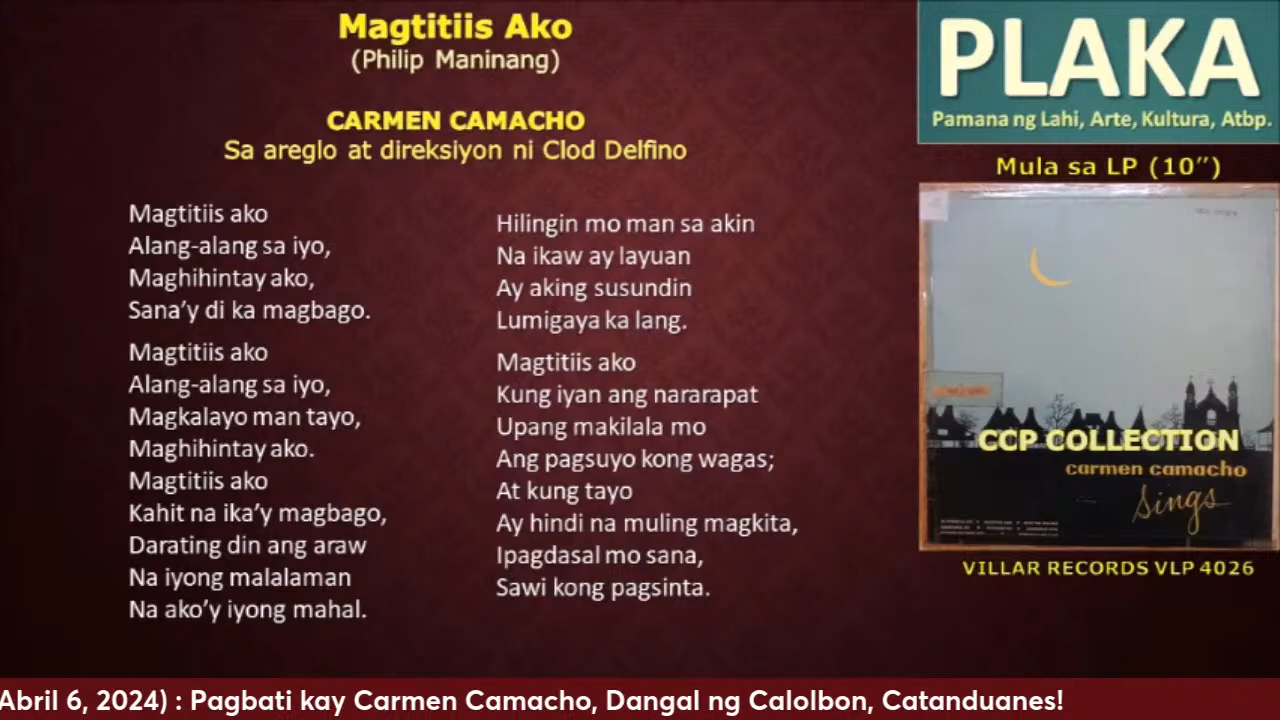 Magtitiis Ako
(Philip Maninang)
CARMEN CAMACHO
Sa areglo at direksiyon ni Clod Delfino
Magtitiis ako
Alang-alang sa iyo,
Maghihintay ako,
Sana'y di ka magbago.
Magtitiis ako
Alang-alang sa iyo,
Magkalayo man tayo,
Maghihintay ako.
Magtitiis ako
Kahit na ika'y magbago,
Darating din ang araw
Na iyong malalaman
Na ako'y iyong mahal.
Hilingin mo man sa akin
Na ikaw ay layuan
Ay aking susundin
Lumigaya ka lang.
Magtitiis ako
Kung iyan ang nararapat
Upang makilala mo
Ang pagsuyo kong wagas;
At kung tayo
Ay hindi na muling magkita,
Ipagdasal mo sana,
Sawi kong pagsinta.
PLAKA
Pamana ng Lahi, Arte, Kultura, Atbp.
Mula sa LP (10”)
CCP COLLECTION
carmen camacho
Sings
VILLAR RECORDS VLP 4026
Abril 6, 2024) : Pagbati kay Carmen Camacho, Dangal ng Calolbon, Catanduanes!